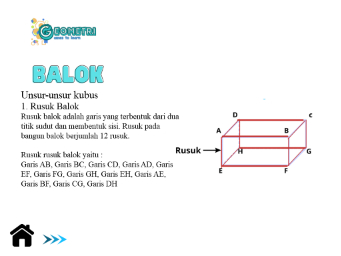 GEOMETRI
BALOK
Unsur-unsur kubus
1. Rusuk Balok
Rusuk balok adalah garis yang terbentuk dari dua
titik sudut dan membentuk sisi. Rusuk pada
bangun balok berjumlah 12 rusuk.
Rusuk rusuk balok yaitu :
Garis AB, Garis BC, Garis CD, Garis AD, Garis
EF, Garis FG, Garis GH, Garis EH, Garis AE,
Garis BF, Garis CG, Garis DH
D
c
A
B
Rusuk
H
G
E
F